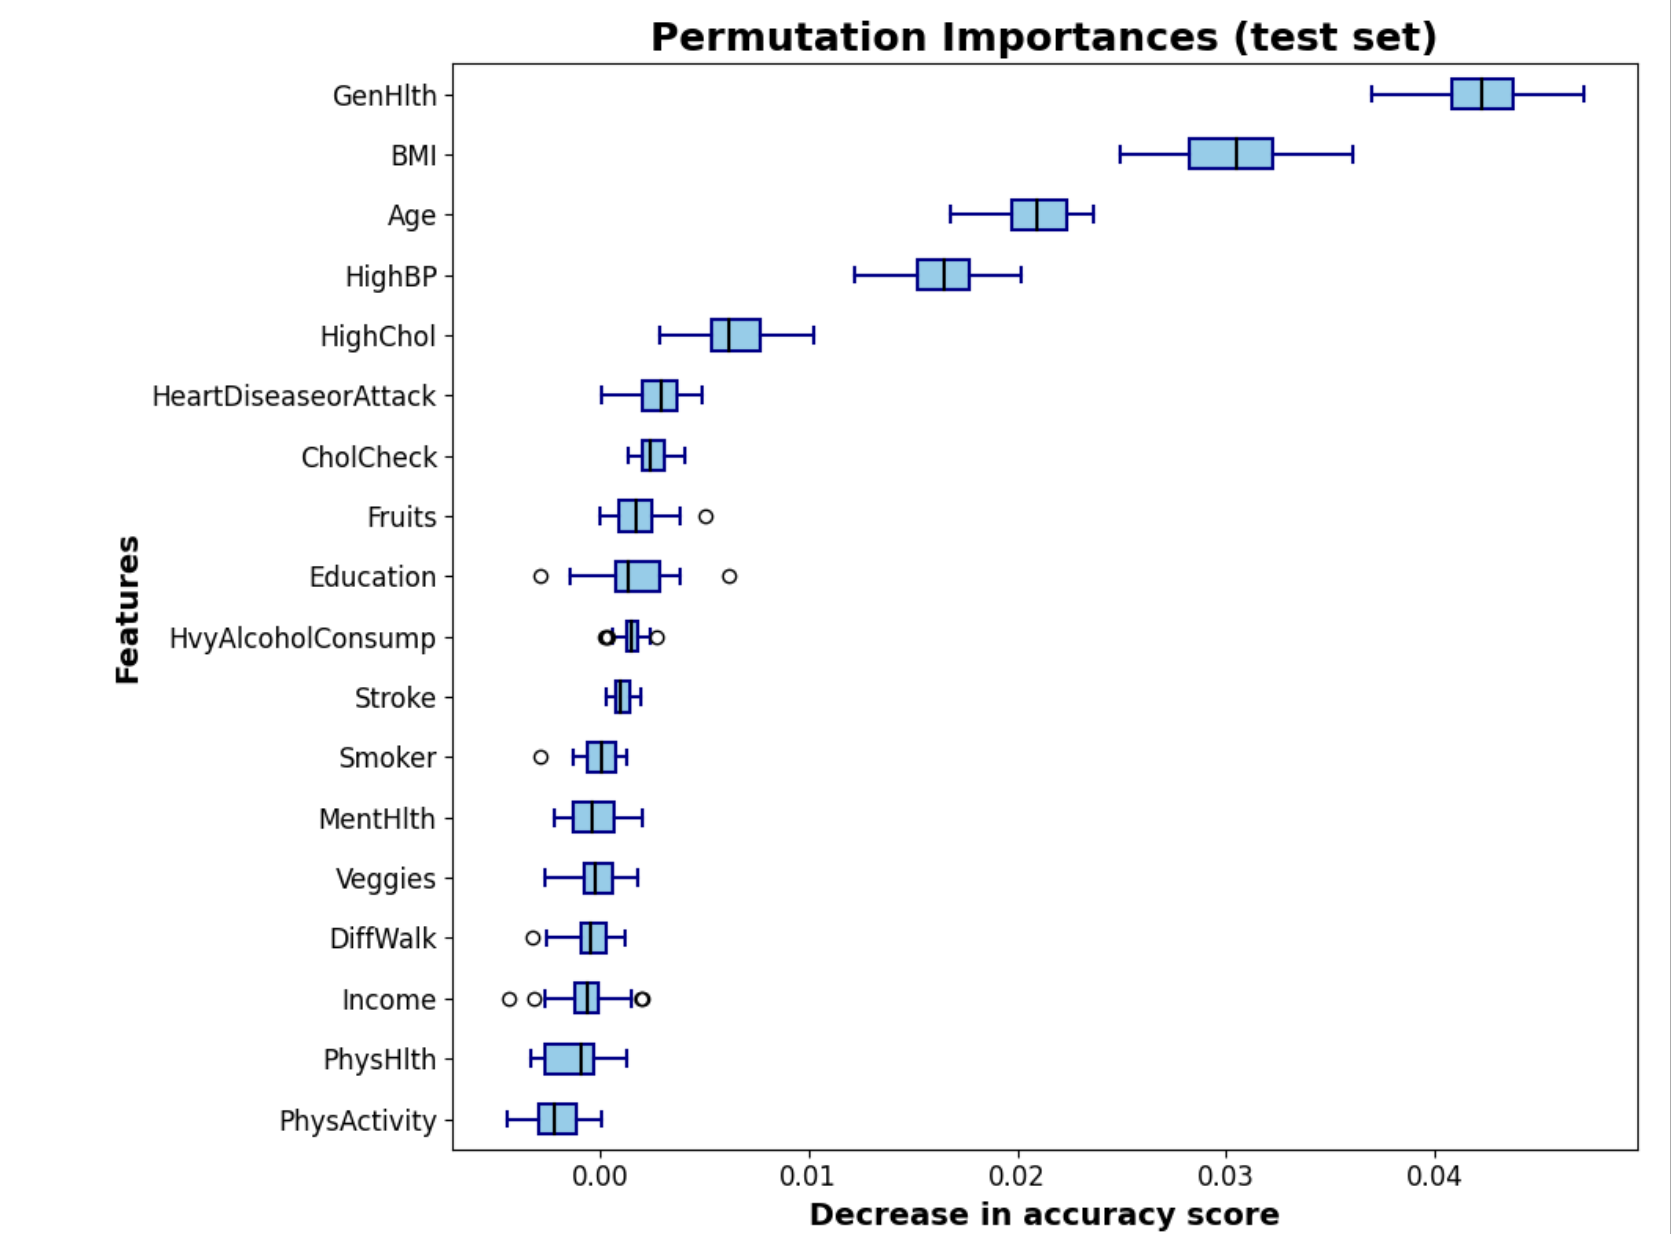 Permutation Importances (test set)
GenHlth
BMI
Age
HighBP
HighChol
HeartDiseaseorAttack
CholCheck
Fruits
Education
HvyAlcoholConsump
Stroke
Smoker
MentHlth
Veggies
DiffWalk
Income
PhysHlth
PhysActivity
Features
0.00 0.01 0.02 0.03 0.04
Decrease in accuracy score